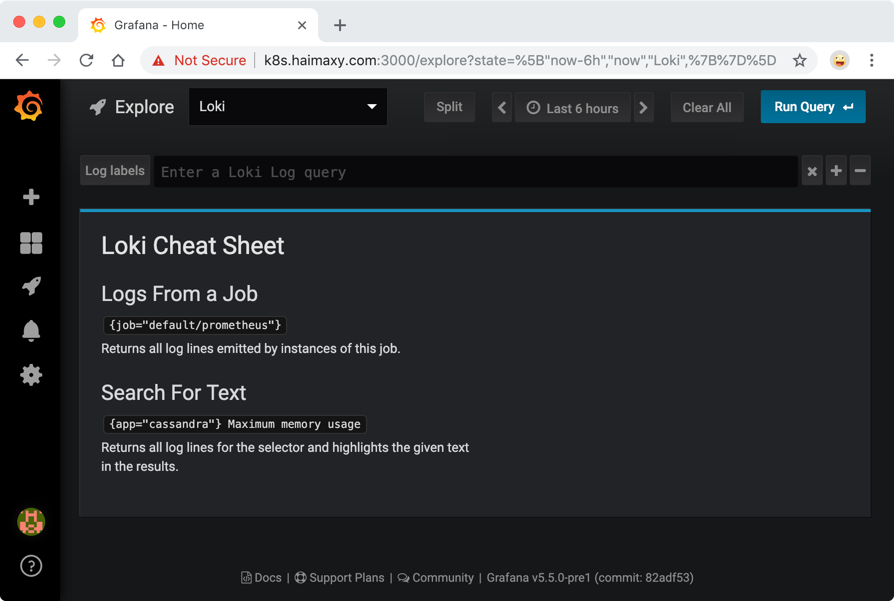 Grafana - Home
Not Secure | k8s.haimaxy.com:3000/explore?state=%5B"now-6h","now","Loki",%7B%7D%5D
Explore Loki Split Last 6 hours Clear All Run Query
Log labels Enter a Loki Log query
Loki Cheat Sheet
Logs From a Job
{job="default/prometheus"}
Returns all log lines emitted by instances of this job.
Search For Text
{app="cassandra"} Maximum memory usage
Returns all log lines for the selector and highlights the given text
in the results.
Docs | Support Plans | Community | Grafana v5.5.0-pre1 (commit: 82adf53)